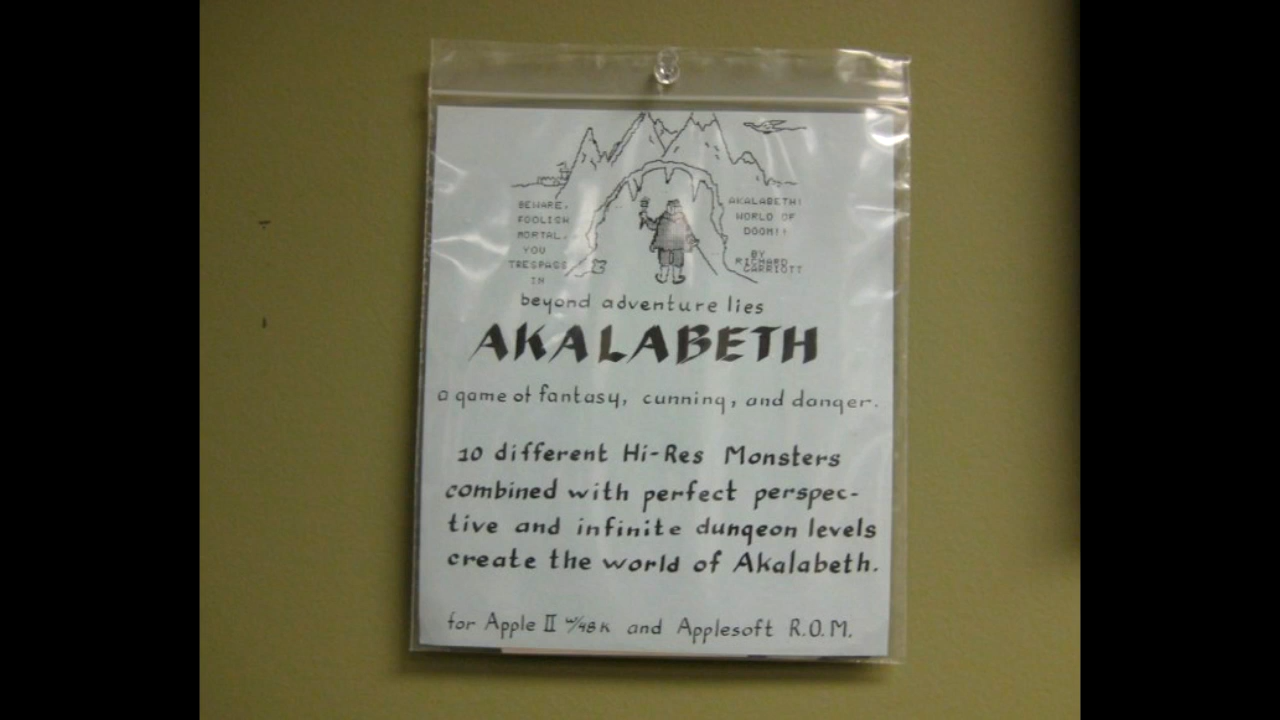 BEWARE,
FOOLISH
MORTAL,
YOU
TRESPASS
IN
AKALABETH!
WORLD OF
DOOM!!
BY
RICHARD
GARRIOTT
beyond adventure lies
AKALABETH
a game of fantasy, cunning, and danger.
10 different Hi-Res Monsters
combined with perfect perspec-
tive and infinite dungeon levels
create the world of Akalabeth.
for Apple II w/48K and Applesoft R.O.M.